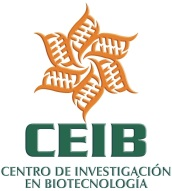 CEIB
CENTRO DE INVESTIGACIÓN
EN BIOTECNOLOGÍA